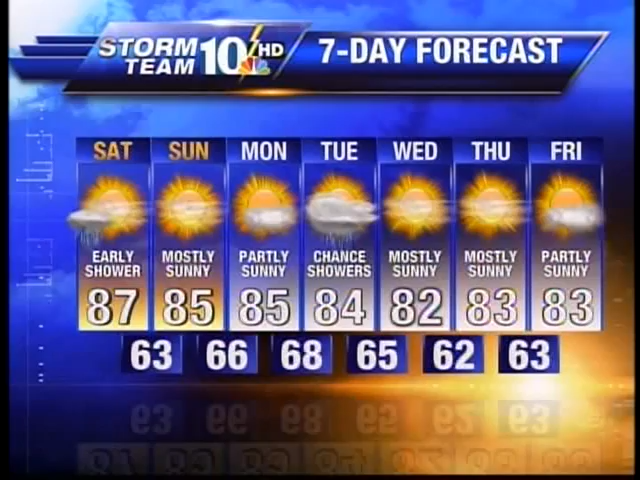 STORM
TEAM 10 HD
7-DAY FORECAST
SAT SUN MON TUE WED THU FRI
EARLY SHOWER MOSTLY SUNNY PARTLY SUNNY CHANCE SHOWERS MOSTLY SUNNY MOSTLY SUNNY PARTLY SUNNY
87 85 85 84 82 83 83
63 66 68 65 62 63